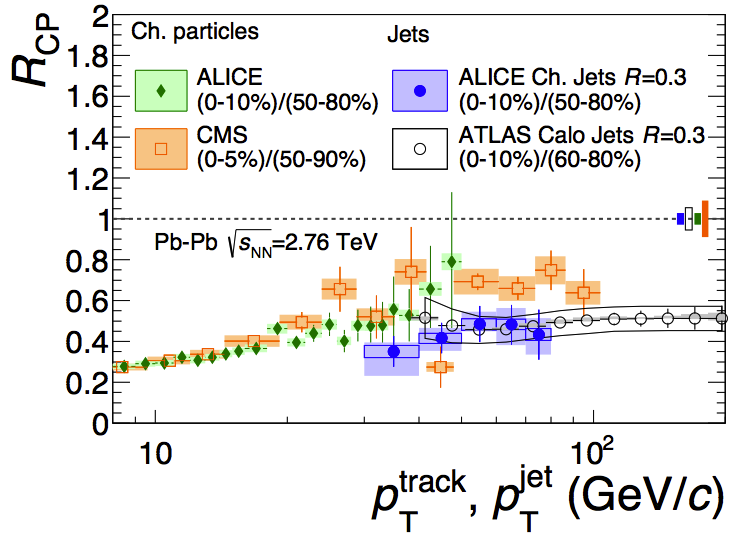 R_CP
2
1.8
1.6
1.4
1.2
1
0.8
0.6
0.4
0.2
0
Ch. particles
ALICE
(0-10%)/(50-80%)
CMS
(0-5%)/(50-90%)
Jets
ALICE Ch. Jets R=0.3
(0-10%)/(50-80%)
ATLAS Calo Jets R=0.3
(0-10%)/(60-80%)
Pb-Pb √s_NN=2.76 TeV
10
10²
p_T^track, p_T^jet (GeV/c)